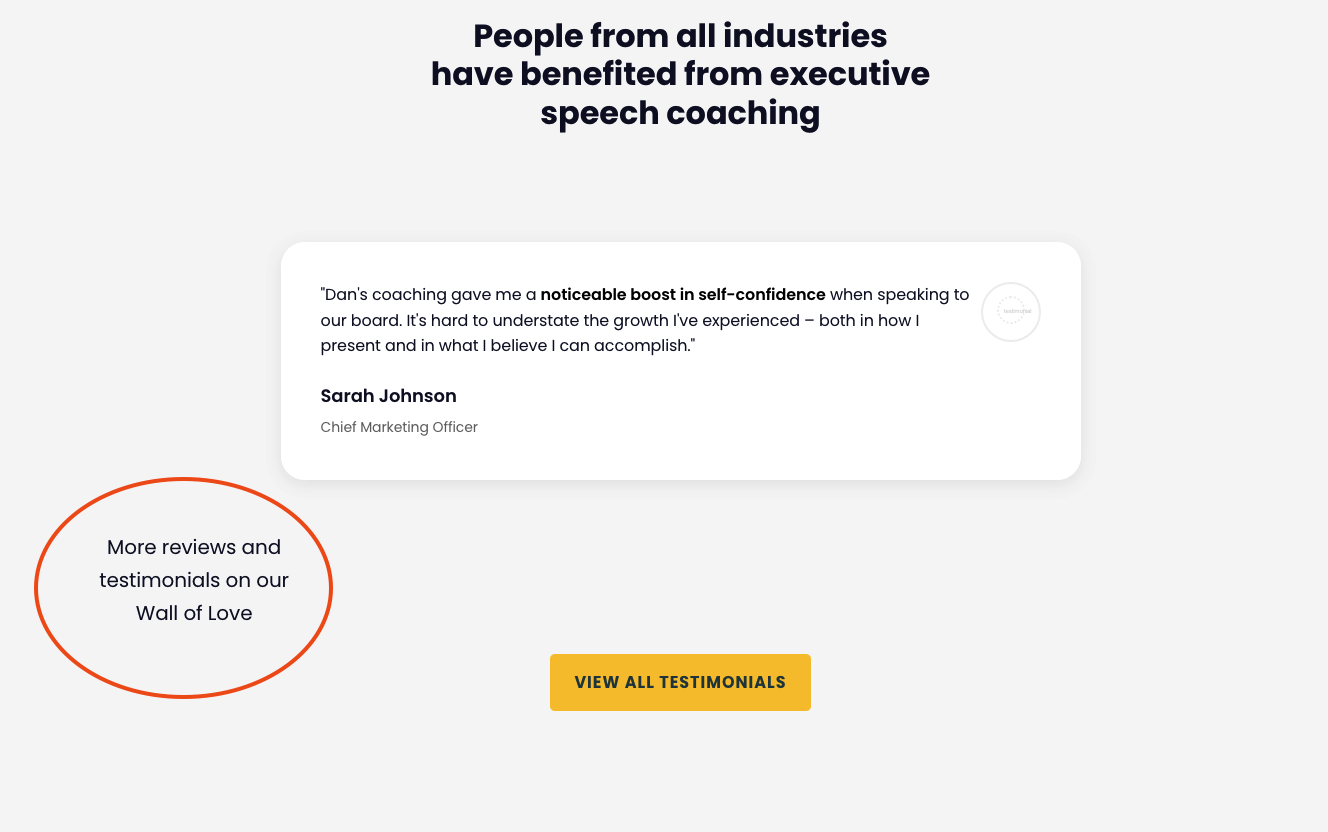 People from all industries
have benefited from executive
speech coaching
"Dan's coaching gave me a noticeable boost in self-confidence when speaking to
our board. It's hard to understate the growth I've experienced – both in how I
present and in what I believe I can accomplish."
Sarah Johnson
Chief Marketing Officer
More reviews and
testimonials on our
Wall of Love
VIEW ALL TESTIMONIALS